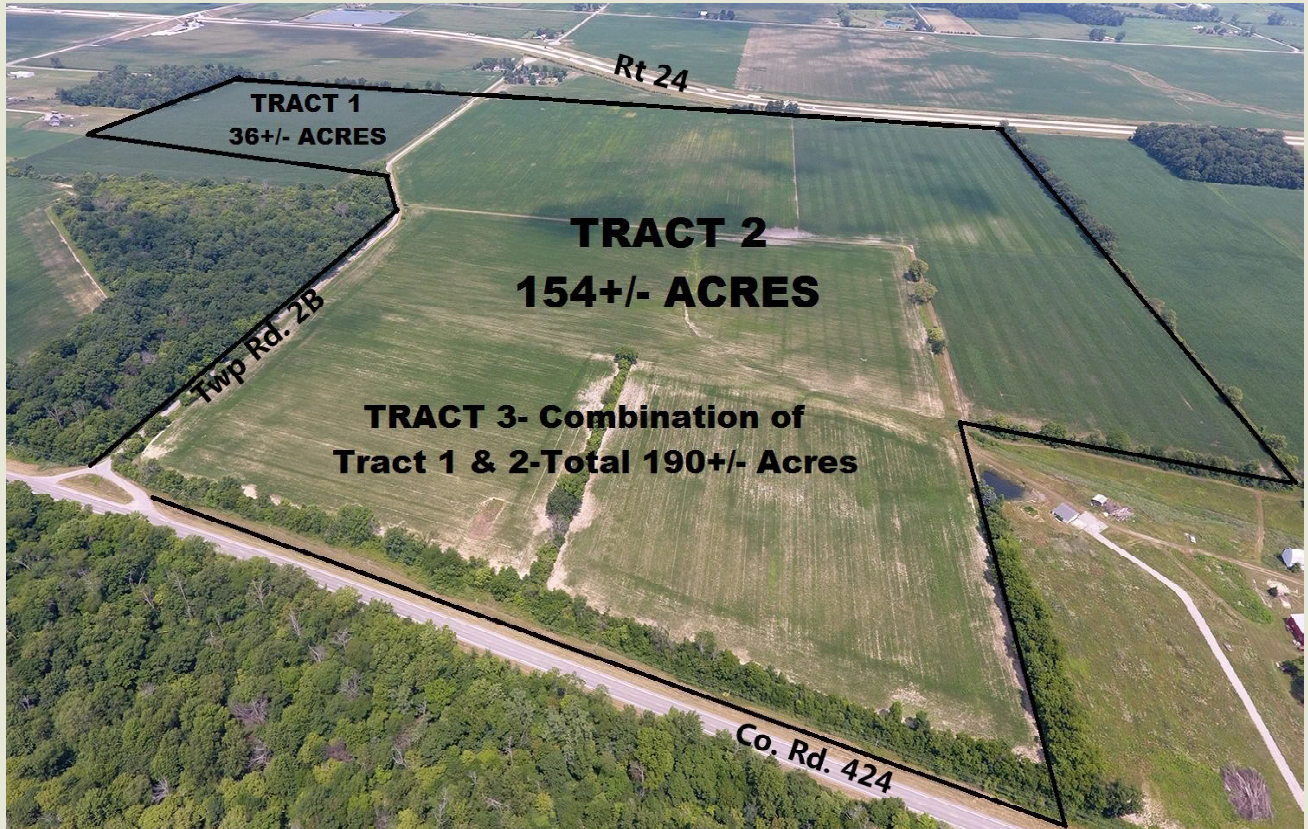 Rt 24
TRACT 1
36+/- ACRES
TRACT 2
154+/- ACRES
Twp Rd. 2B
TRACT 3- Combination of
Tract 1 & 2-Total 190+/- Acres
Co. Rd. 424